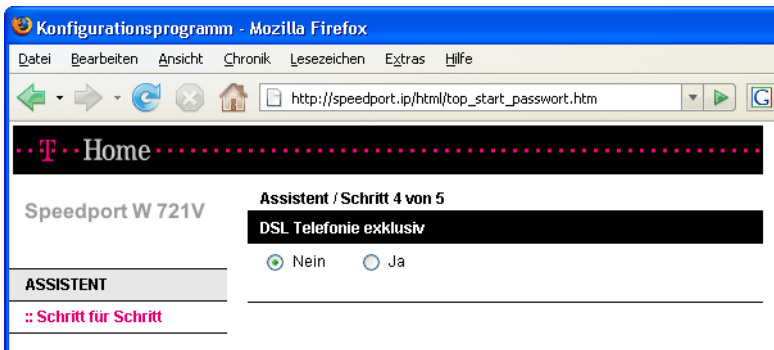 Konfigurationsprogramm - Mozilla Firefox
Datei Bearbeiten Ansicht Chronik Lesezeichen Extras Hilfe
http://speedport.ip/html/top_start_passwort.htm G
··T··Home
Speedport W 721V
Assistent / Schritt 4 von 5
DSL Telefonie exklusiv
Nein Ja
ASSISTENT
:: Schritt für Schritt